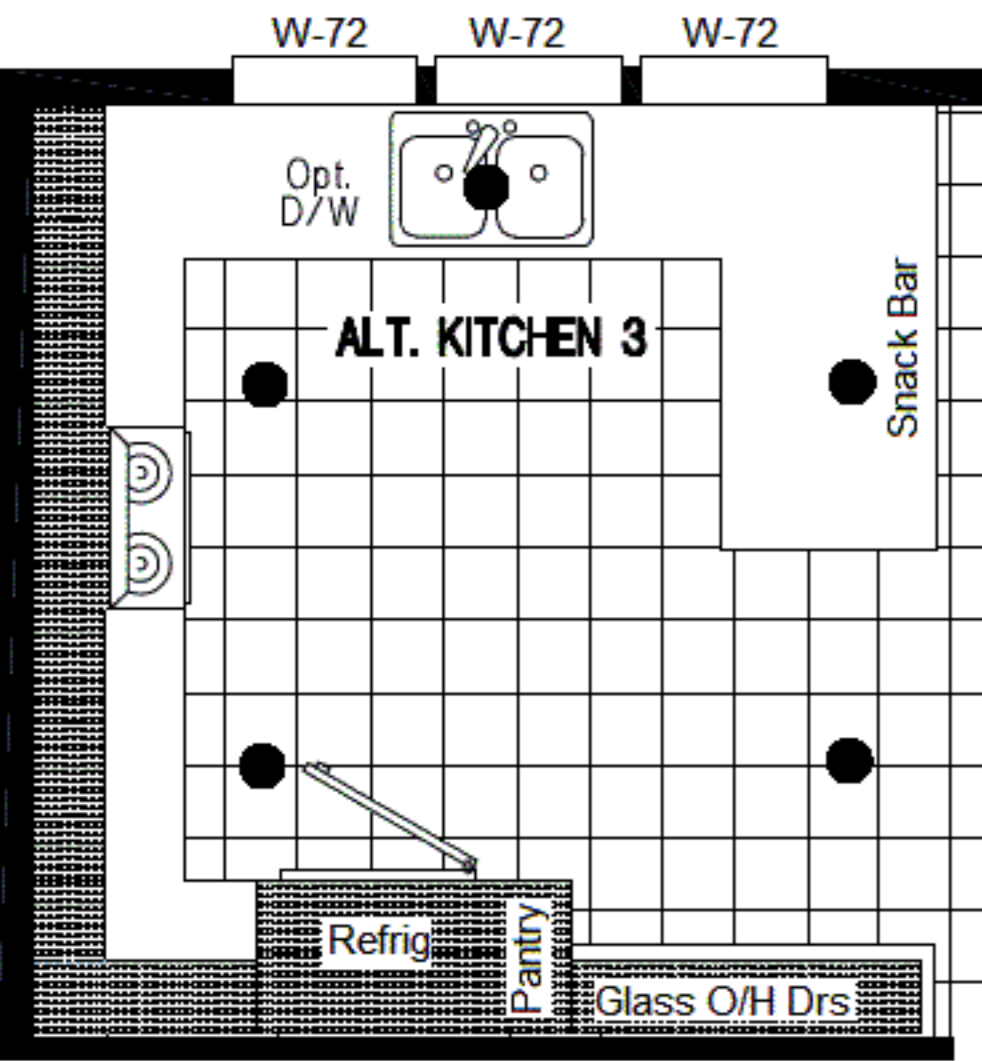 W-72 W-72 W-72
Opt.
D/W
ALT. KITCHEN 3
Snack Bar
Refrig
Pantry
Glass O/H Drs